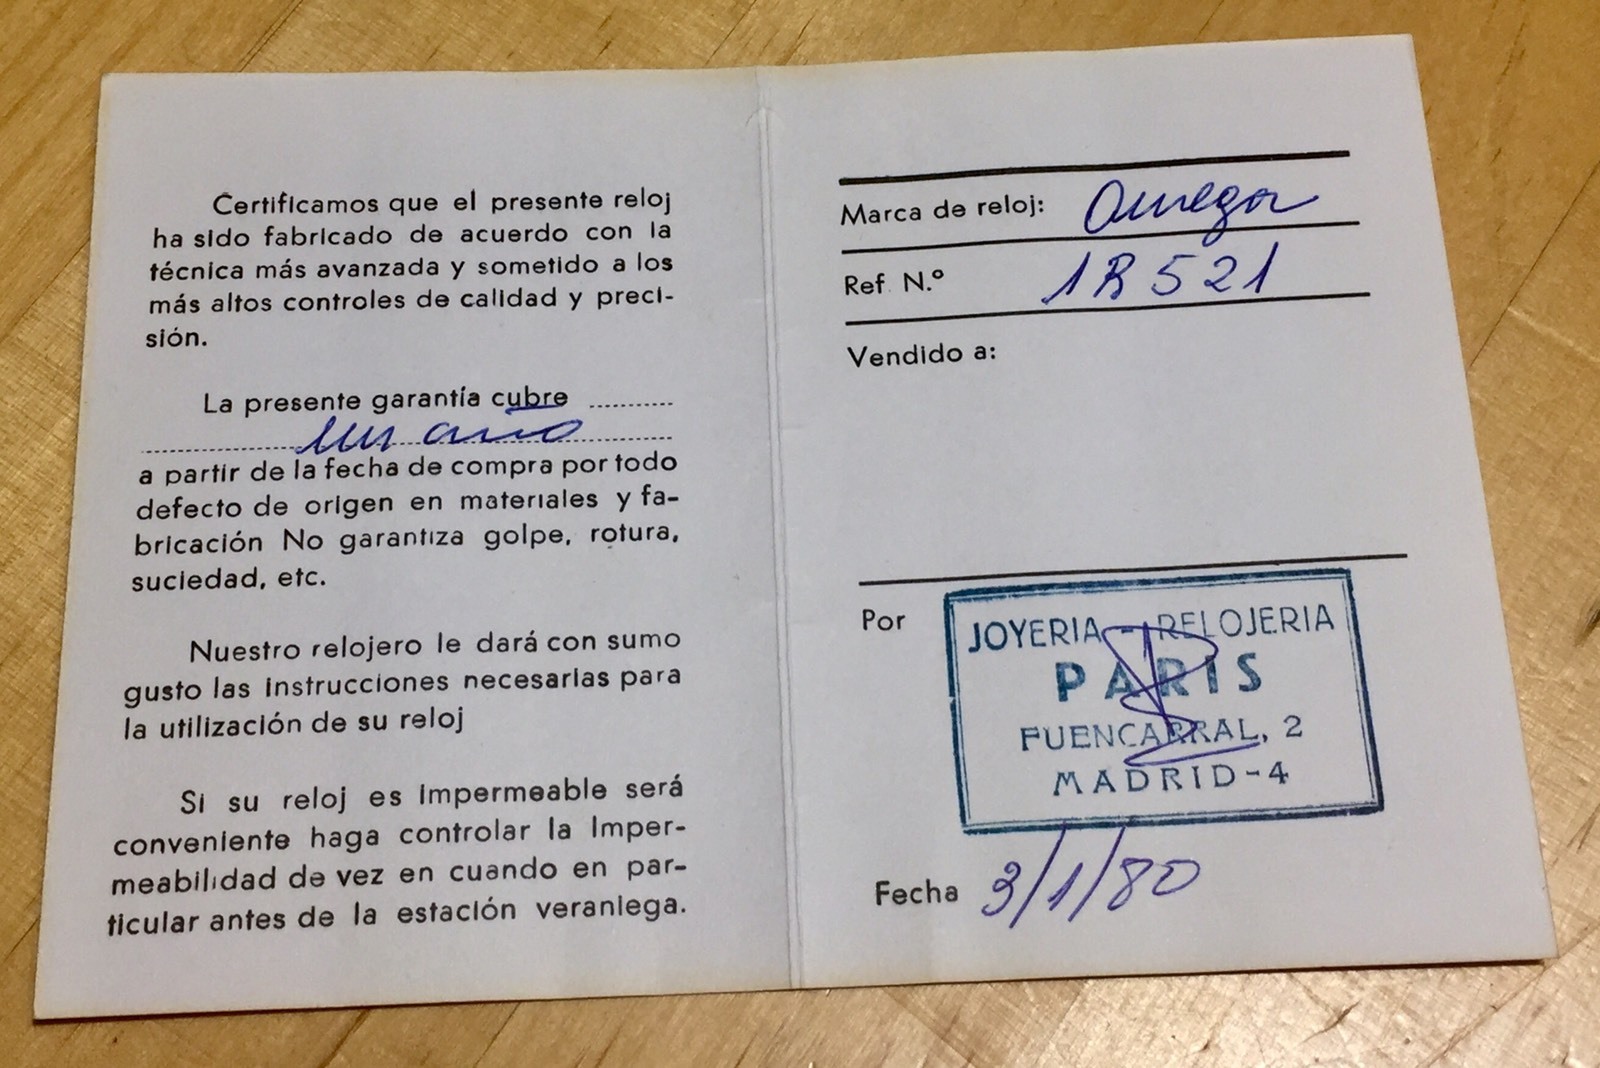 Certificamos que el presente reloj
ha sido fabricado de acuerdo con la
técnica más avanzada y sometido a los
más altos controles de calidad y preci-
sión.
La presente garantía cubre
un año
a partir de la fecha de compra por todo
defecto de origen en materiales y fa-
bricación No garantiza golpe, rotura,
suciedad, etc.
Nuestro relojero le dará con sumo
gusto las instrucciones necesarias para
la utilización de su reloj
Si su reloj es impermeable será
conveniente haga controlar la imper-
meabilidad de vez en cuando en par-
ticular antes de la estación veraniega.
Marca de reloj: Omega
Ref. N.º 1R521
Vendido a:
Por
JOYERIA - RELOJERIA
PARIS
FUENCARRAL, 2
MADRID-4
Fecha 3/1/80